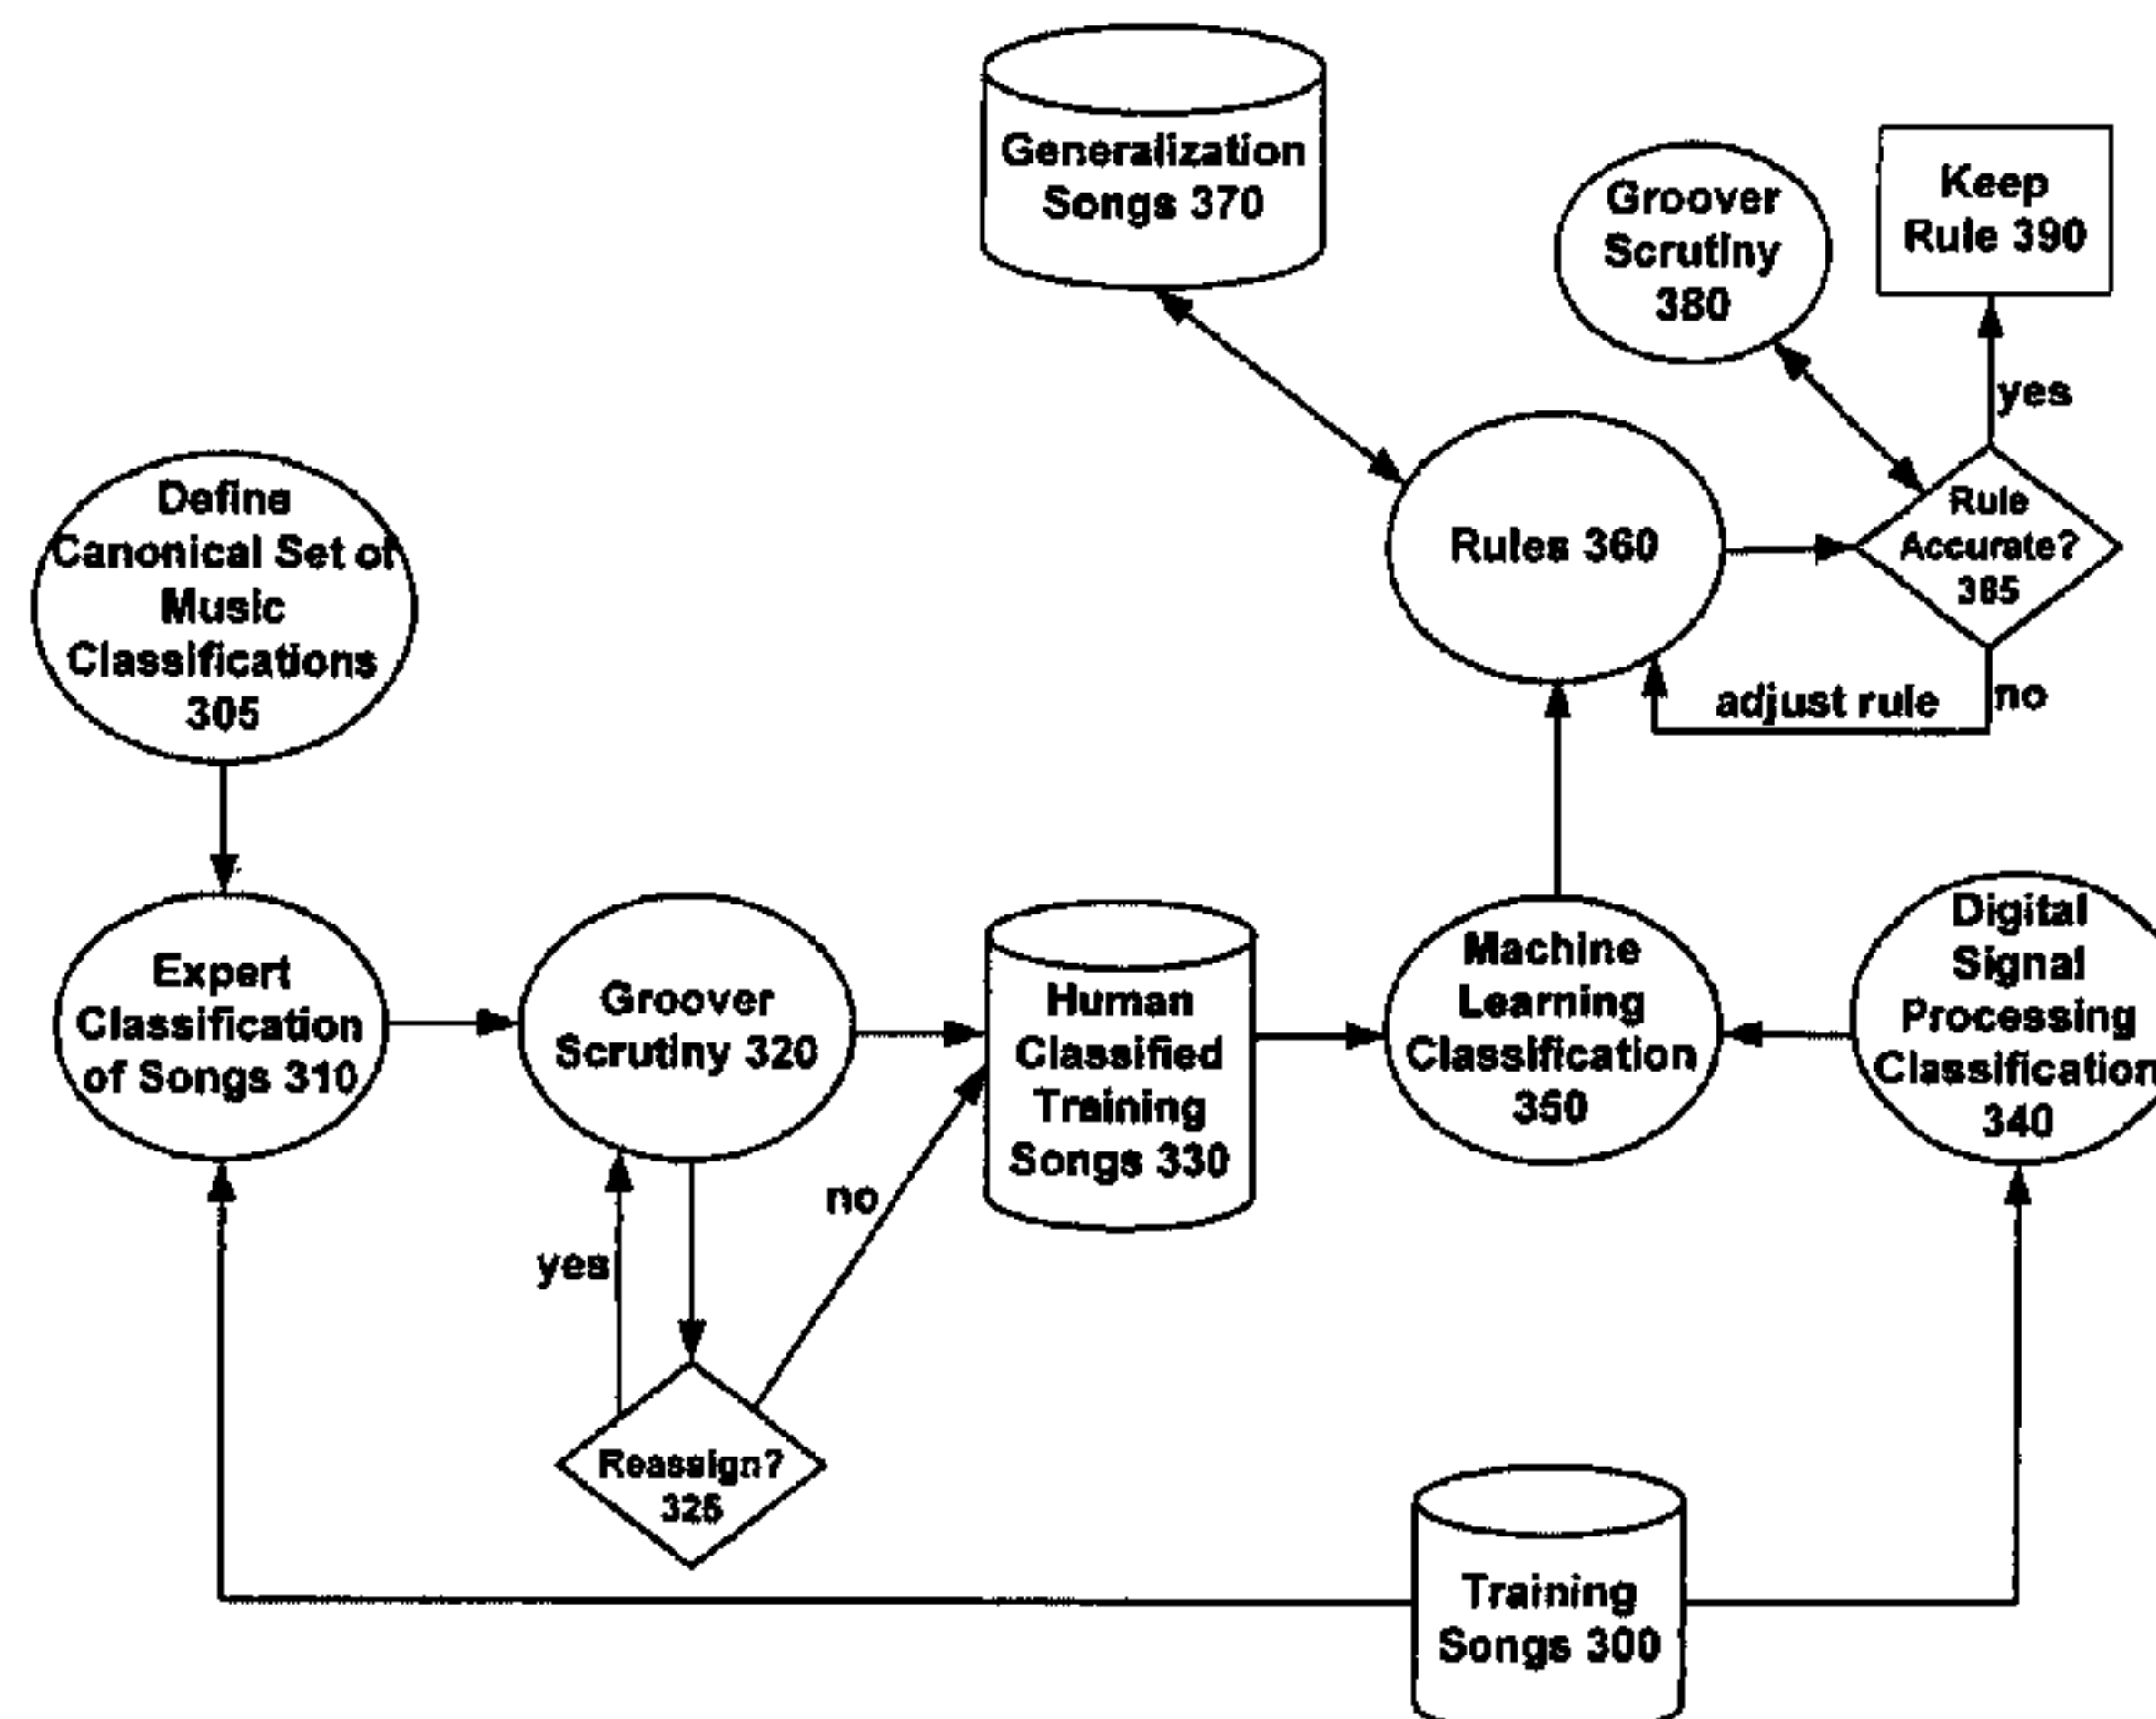 Generalization
Songs 370
Groover
Scrutiny
380
Keep
Rule 390
yes
Define
Canonical Set of
Music
Classifications
305
Rules 360
Rule
Accurate?
385
adjust rule
no
Expert
Classification
of Songs 310
Groover
Scrutiny 320
Human
Classified
Training
Songs 330
Machine
Learning
Classification
350
Digital
Signal
Processing
Classification
340
yes
no
Reassign?
325
Training
Songs 300